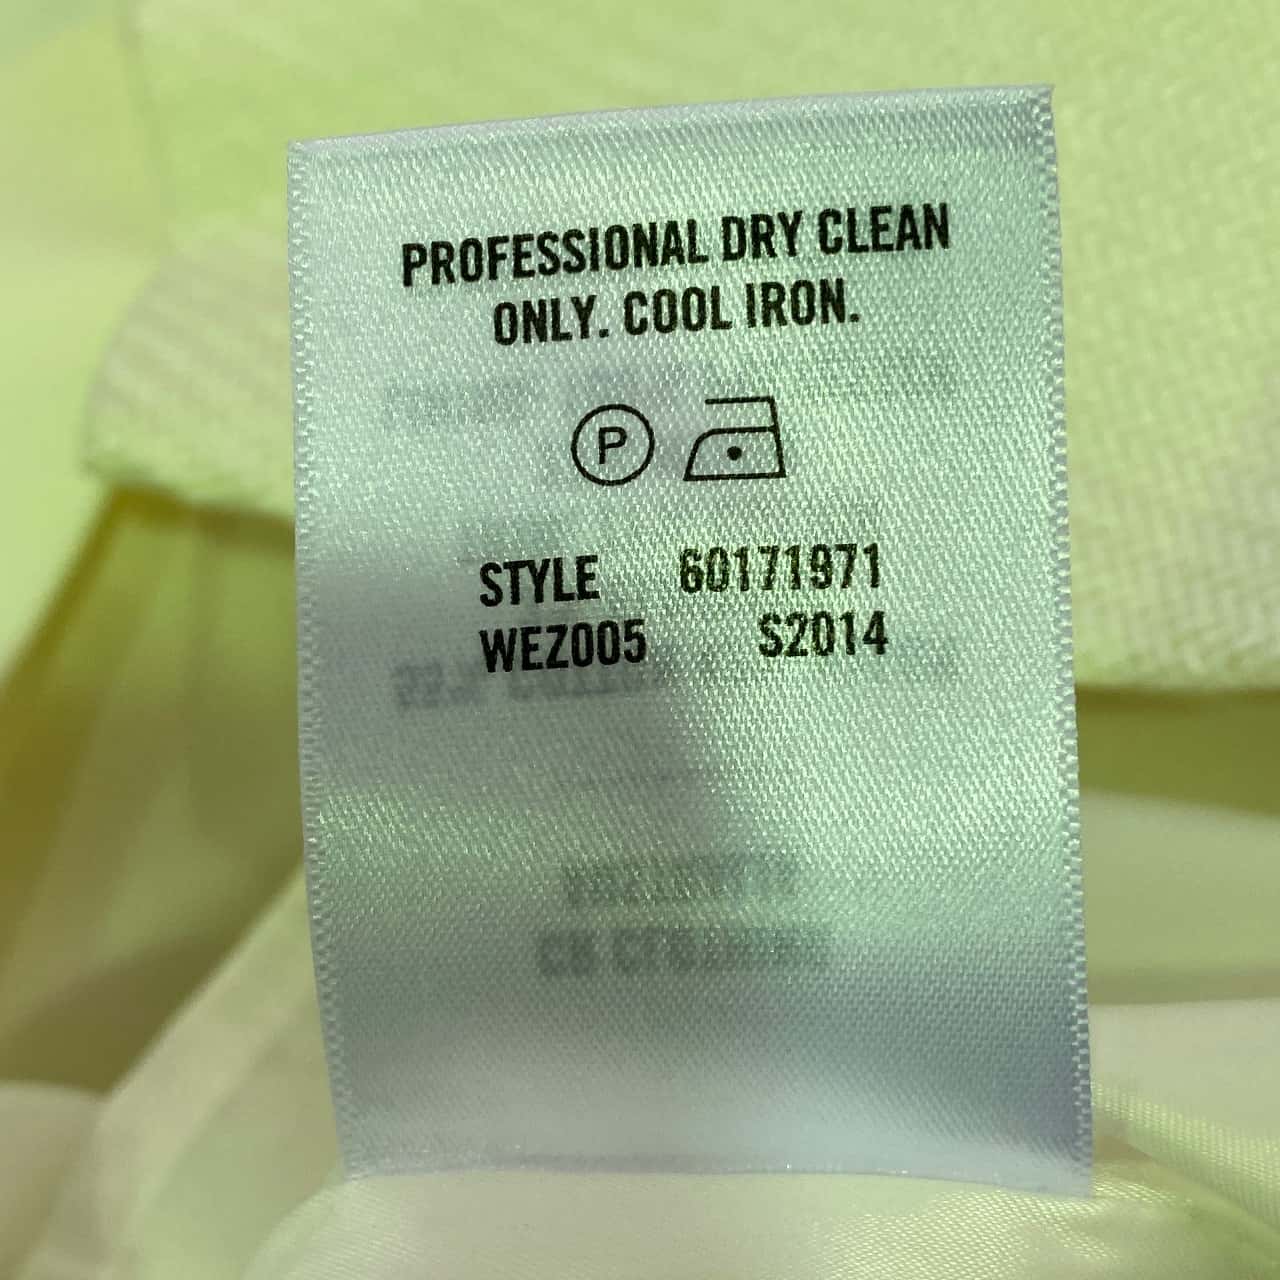 PROFESSIONAL DRY CLEAN
ONLY. COOL IRON.
P
STYLE 60171971
WEZ005 S2014